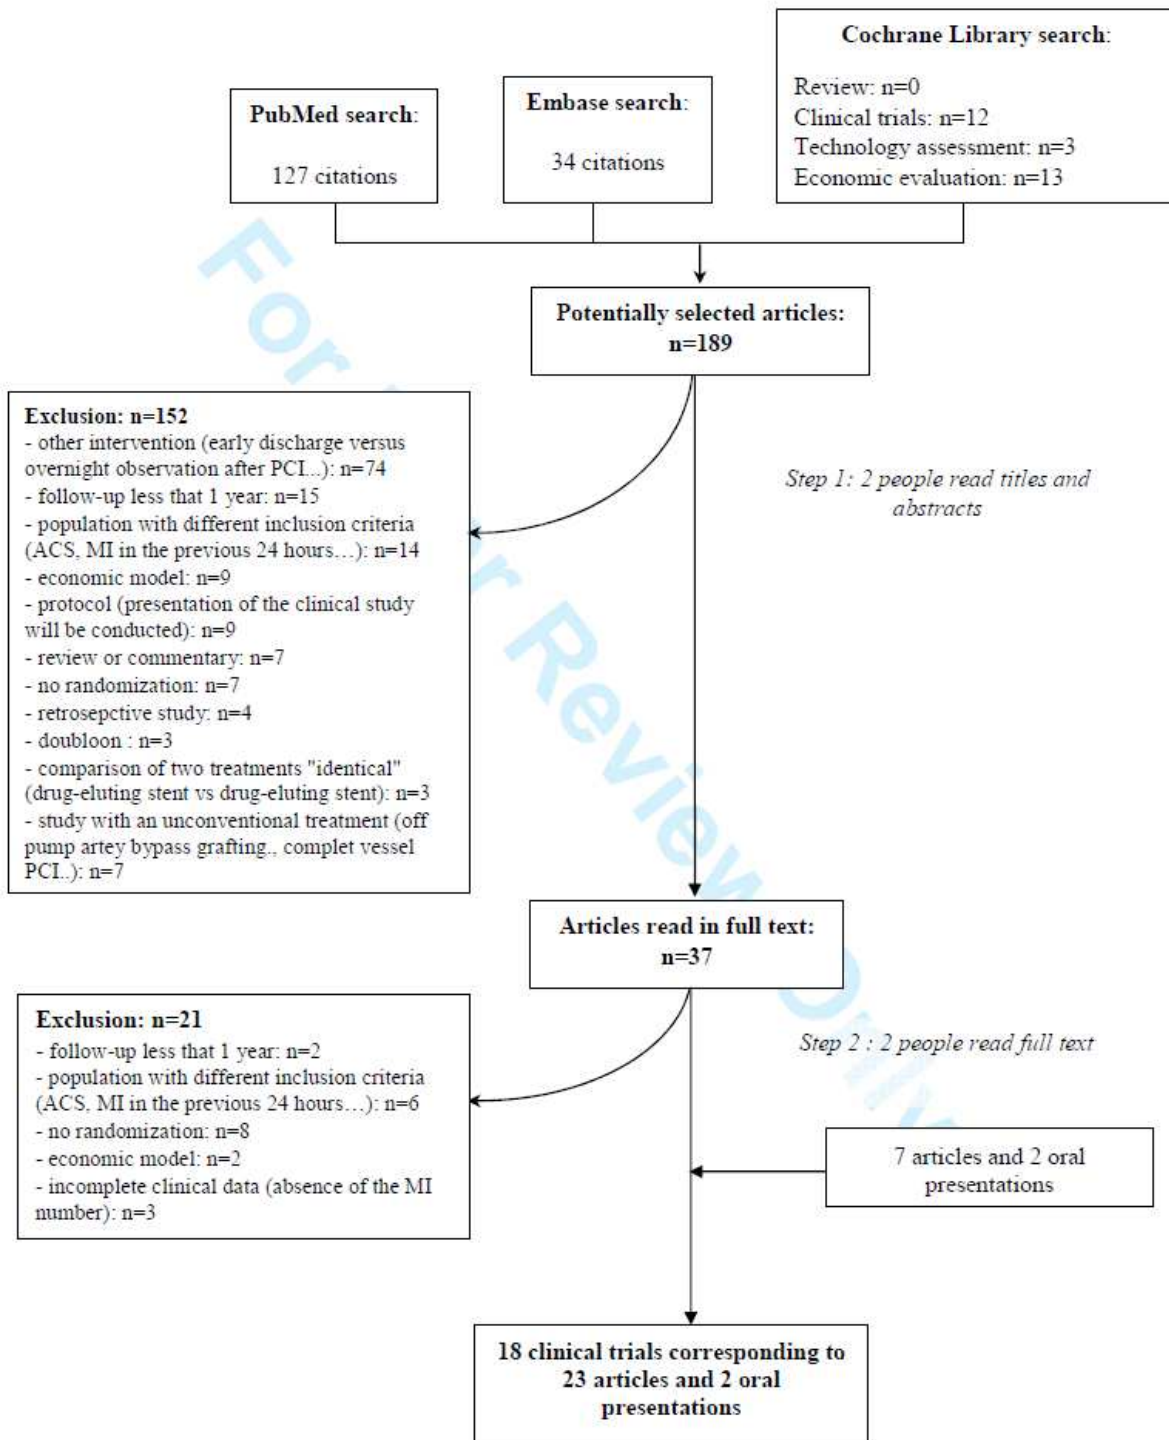 PubMed search:
127 citations
Embase search:
34 citations
Cochrane Library search:
Review: n=0
Clinical trials: n=12
Technology assessment: n=3
Economic evaluation: n=13
Potentially selected articles:
n=189
Exclusion: n=152
- other intervention (early discharge versus
overnight observation after PCI...): n=74
- follow-up less that 1 year: n=15
- population with different inclusion criteria
(ACS, MI in the previous 24 hours…): n=14
- economic model: n=9
- protocol (presentation of the clinical study
will be conducted): n=9
- review or commentary: n=7
- no randomization: n=7
- retrosepctive study: n=4
- doubloon : n=3
- comparison of two treatments "identical"
(drug-eluting stent vs drug-eluting stent): n=3
- study with an unconventional treatment (off
pump artey bypass grafting., complet vessel
PCI..): n=7
Step 1: 2 people read titles and
abstracts
Articles read in full text:
n=37
Exclusion: n=21
- follow-up less that 1 year: n=2
- population with different inclusion criteria
(ACS, MI in the previous 24 hours…): n=6
- no randomization: n=8
- economic model: n=2
- incomplete clinical data (absence of the MI
number): n=3
Step 2 : 2 people read full text
7 articles and 2 oral
presentations
18 clinical trials corresponding to
23 articles and 2 oral
presentations
For Review Only